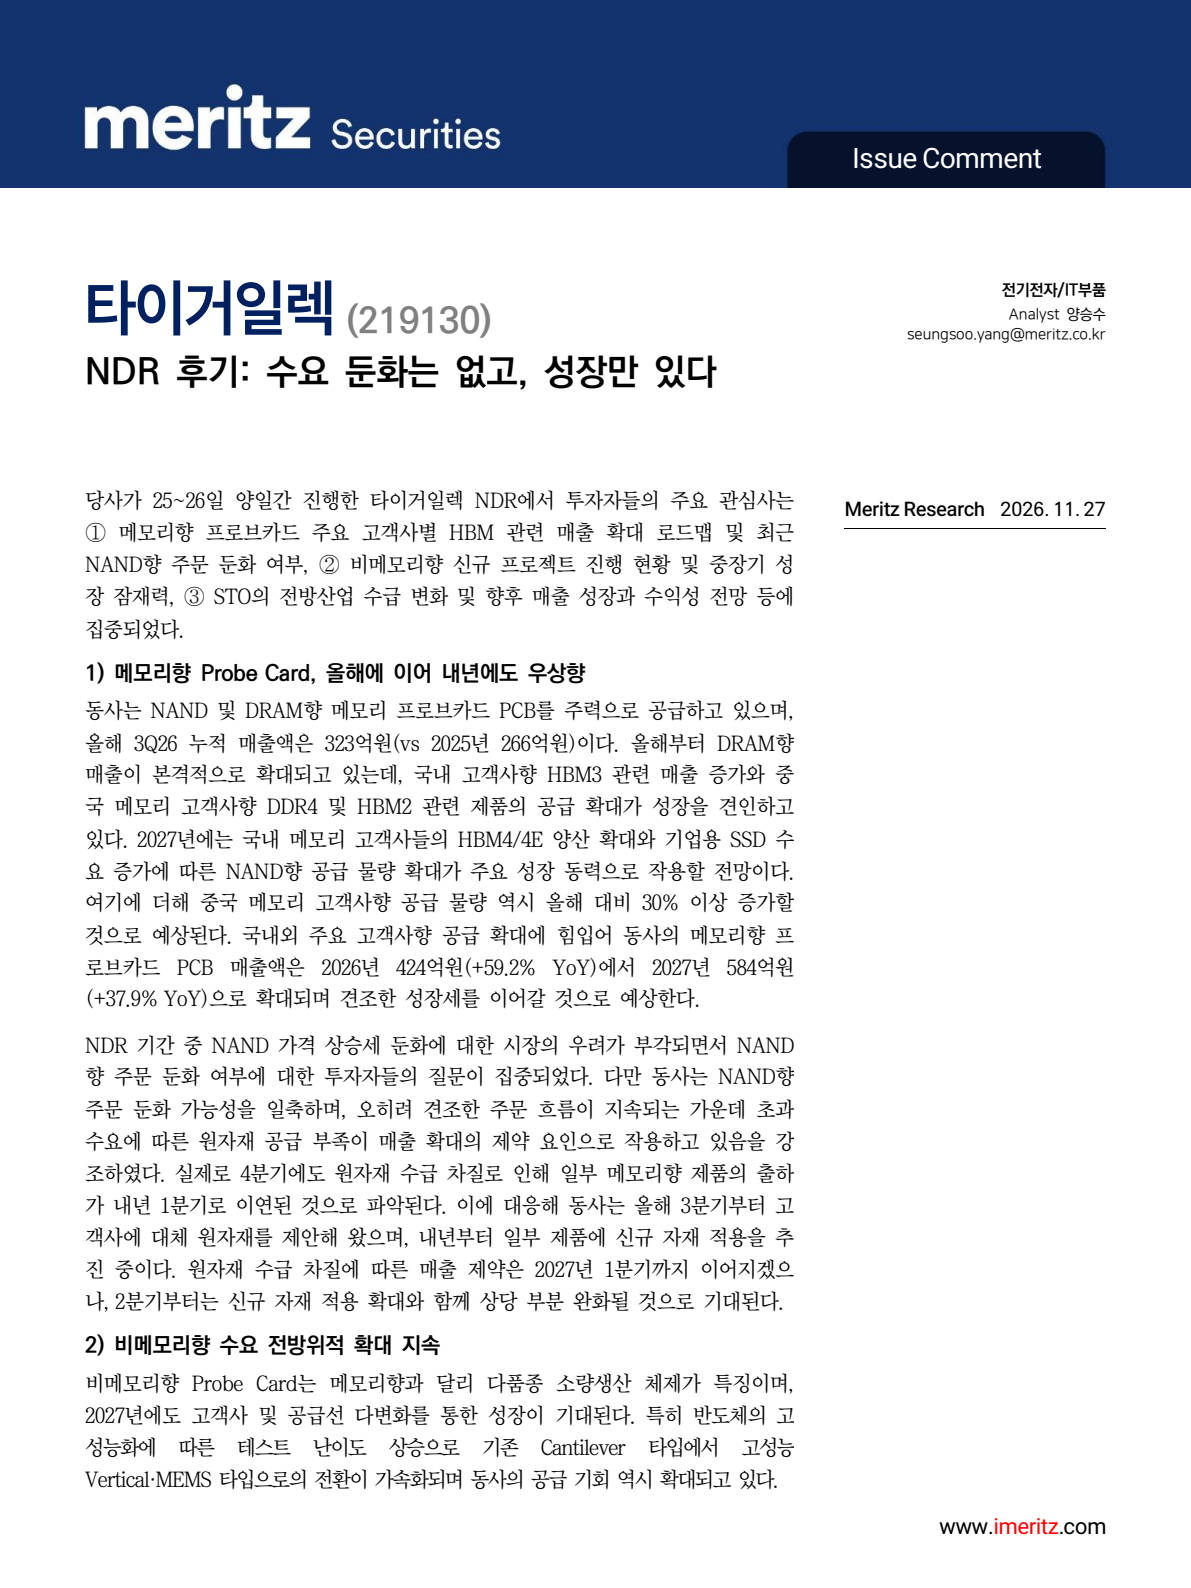 meritz Securities
Issue Comment
타이거일렉 (219130)
NDR 후기: 수요 둔화는 없고, 성장만 있다
전기전자/IT부품
Analyst 양승수
seungsoo.yang@meritz.co.kr
Meritz Research 2026. 11. 27
당사가 25~26일 양일간 진행한 타이거일렉 NDR에서 투자자들의 주요 관심사는
① 메모리향 프로브카드 주요 고객사별 HBM 관련 매출 확대 로드맵 및 최근
NAND향 주문 둔화 여부, ② 비메모리향 신규 프로젝트 진행 현황 및 중장기 성
장 잠재력, ③ STO의 전방산업 수급 변화 및 향후 매출 성장과 수익성 전망 등에
집중되었다.
1) 메모리향 Probe Card, 올해에 이어 내년에도 우상향
동사는 NAND 및 DRAM향 메모리 프로브카드 PCB를 주력으로 공급하고 있으며,
올해 3Q26 누적 매출액은 323억원(vs 2025년 266억원)이다. 올해부터 DRAM향
매출이 본격적으로 확대되고 있는데, 국내 고객사향 HBM3 관련 매출 증가와 중
국 메모리 고객사향 DDR4 및 HBM2 관련 제품의 공급 확대가 성장을 견인하고
있다. 2027년에는 국내 메모리 고객사들의 HBM4/4E 양산 확대와 기업용 SSD 수
요 증가에 따른 NAND향 공급 물량 확대가 주요 성장 동력으로 작용할 전망이다.
여기에 더해 중국 메모리 고객사향 공급 물량 역시 올해 대비 30% 이상 증가할
것으로 예상된다. 국내외 주요 고객사향 공급 확대에 힘입어 동사의 메모리향 프
로브카드 PCB 매출액은 2026년 424억원(+59.2% YoY)에서 2027년 584억원
(+37.9% YoY)으로 확대되며 견조한 성장세를 이어갈 것으로 예상한다.
NDR 기간 중 NAND 가격 상승세 둔화에 대한 시장의 우려가 부각되면서 NAND
향 주문 둔화 여부에 대한 투자자들의 질문이 집중되었다. 다만 동사는 NAND향
주문 둔화 가능성을 일축하며, 오히려 견조한 주문 흐름이 지속되는 가운데 초과
수요에 따른 원자재 공급 부족이 매출 확대의 제약 요인으로 작용하고 있음을 강
조하였다. 실제로 4분기에도 원자재 수급 차질로 인해 일부 메모리향 제품의 출하
가 내년 1분기로 이연된 것으로 파악된다. 이에 대응해 동사는 올해 3분기부터 고
객사에 대체 원자재를 제안해 왔으며, 내년부터 일부 제품에 신규 자재 적용을 추
진 중이다. 원자재 수급 차질에 따른 매출 제약은 2027년 1분기까지 이어지겠으
나, 2분기부터는 신규 자재 적용 확대와 함께 상당 부분 완화될 것으로 기대된다.
2) 비메모리향 수요 전방위적 확대 지속
비메모리향 Probe Card는 메모리향과 달리 다품종 소량생산 체제가 특징이며,
2027년에도 고객사 및 공급선 다변화를 통한 성장이 기대된다. 특히 반도체의 고
성능화에 따른 테스트 난이도 상승으로 기존 Cantilever 타입에서 고성능
Vertical·MEMS 타입으로의 전환이 가속화되며 동사의 공급 기회 역시 확대되고 있다.
www.imeritz.com